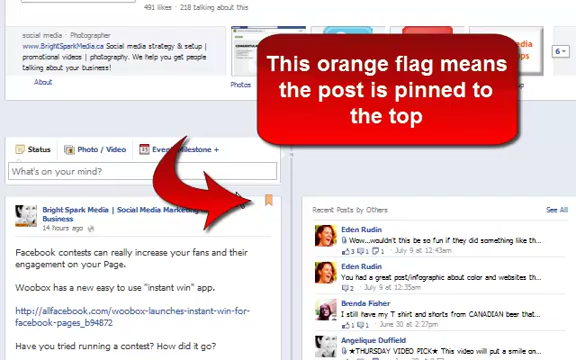 491 likes · 218 talking about this
social media · Photographer
www.BrightSparkMedia.ca Social media strategy & setup |
promotional videos | photography. We help you get people
talking about your business!
About
Photos
6
This orange flag means
the post is pinned to
the top
Status
Photo / Video
Event, Milestone +
What's on your mind?
Bright Spark Media | Social Media Marketing
Business
14 hours ago
Facebook contests can really increase your fans and their
engagement on your Page.
Woobox has a new easy to use "instant win" app.
http://allfacebook.com/woobox-launches-instant-win-for-
facebook-pages_b94872
Have you tried running a contest? How did it go?
Recent Posts by Others
See All
Eden Rudin
Wow...wouldn't this be so fun if they did something like th...
3 1 1 July 9 at 12:43am
Eden Rudin
You had a great post/infographic about color and websites th...
2 · July 9 at 12:35am
Brenda Fisher
I still have my T shirt and shorts from CANADIAN beer that...
1 1 · June 30 at 2:27pm
Angelique Duffield
★THURSDAY VIDEO PICK★ This video will put a smile on...